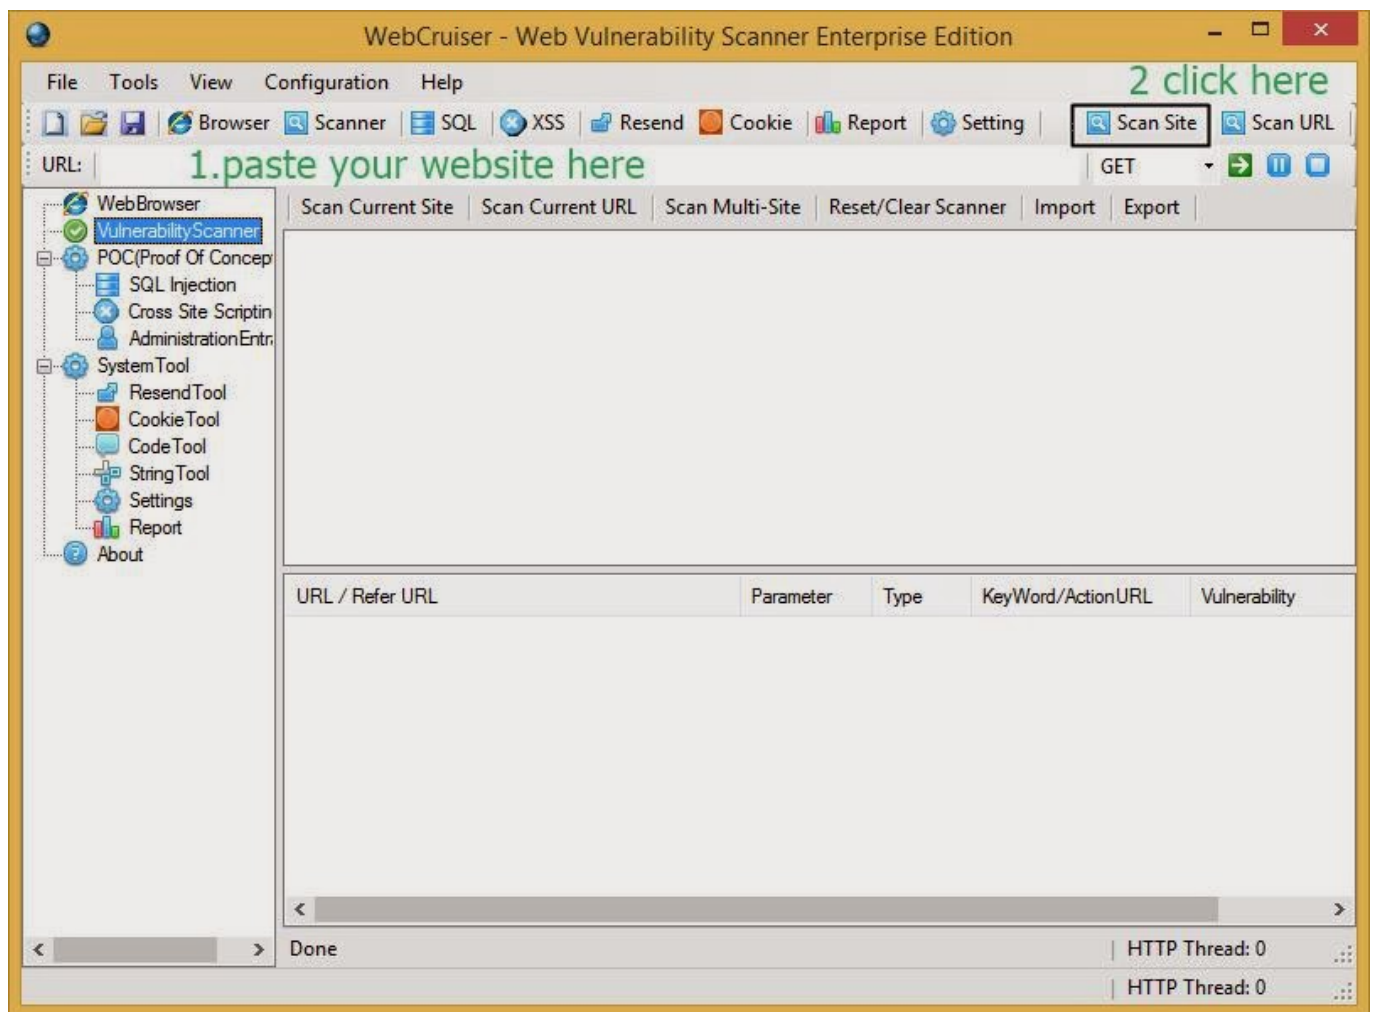 WebCruiser - Web Vulnerability Scanner Enterprise Edition
File Tools View Configuration Help
2 click here
Browser Scanner SQL XSS Resend Cookie Report Setting Scan Site Scan URL
URL: 1.paste your website here GET
WebBrowser
VulnerabilityScanner
POC(Proof Of Concep
SQL Injection
Cross Site Scriptin
AdministrationEntr
SystemTool
ResendTool
CookieTool
CodeTool
StringTool
Settings
Report
About
Scan Current Site Scan Current URL Scan Multi-Site Reset/Clear Scanner Import Export
URL / Refer URL Parameter Type KeyWord/ActionURL Vulnerability
Done HTTP Thread: 0
HTTP Thread: 0